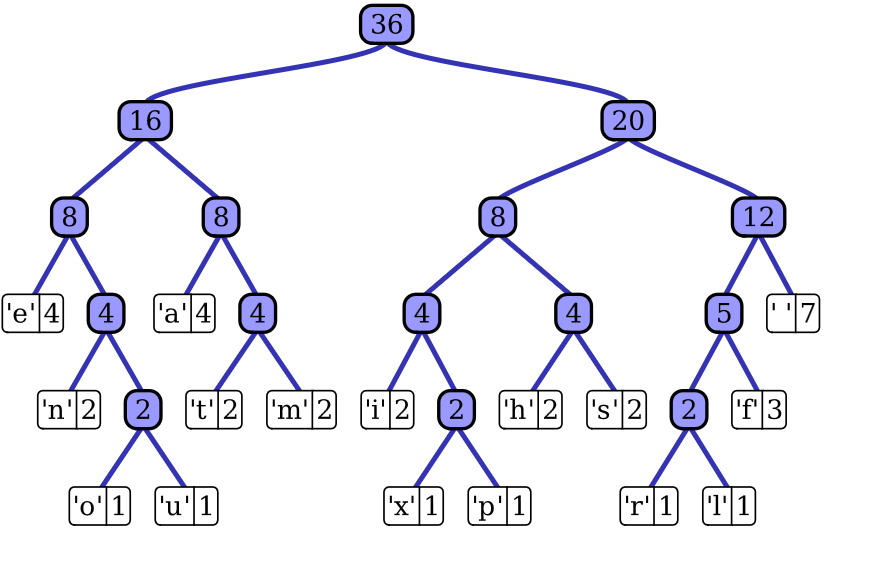 36
16 20
8 8 8 12
'e' 4 4 'a' 4 4 4 4 5 ' ' 7
'n' 2 2 't' 2 'm' 2 'i' 2 2 'h' 2 's' 2 2 'f' 3
'o' 1 'u' 1 'x' 1 'p' 1 'r' 1 'l' 1